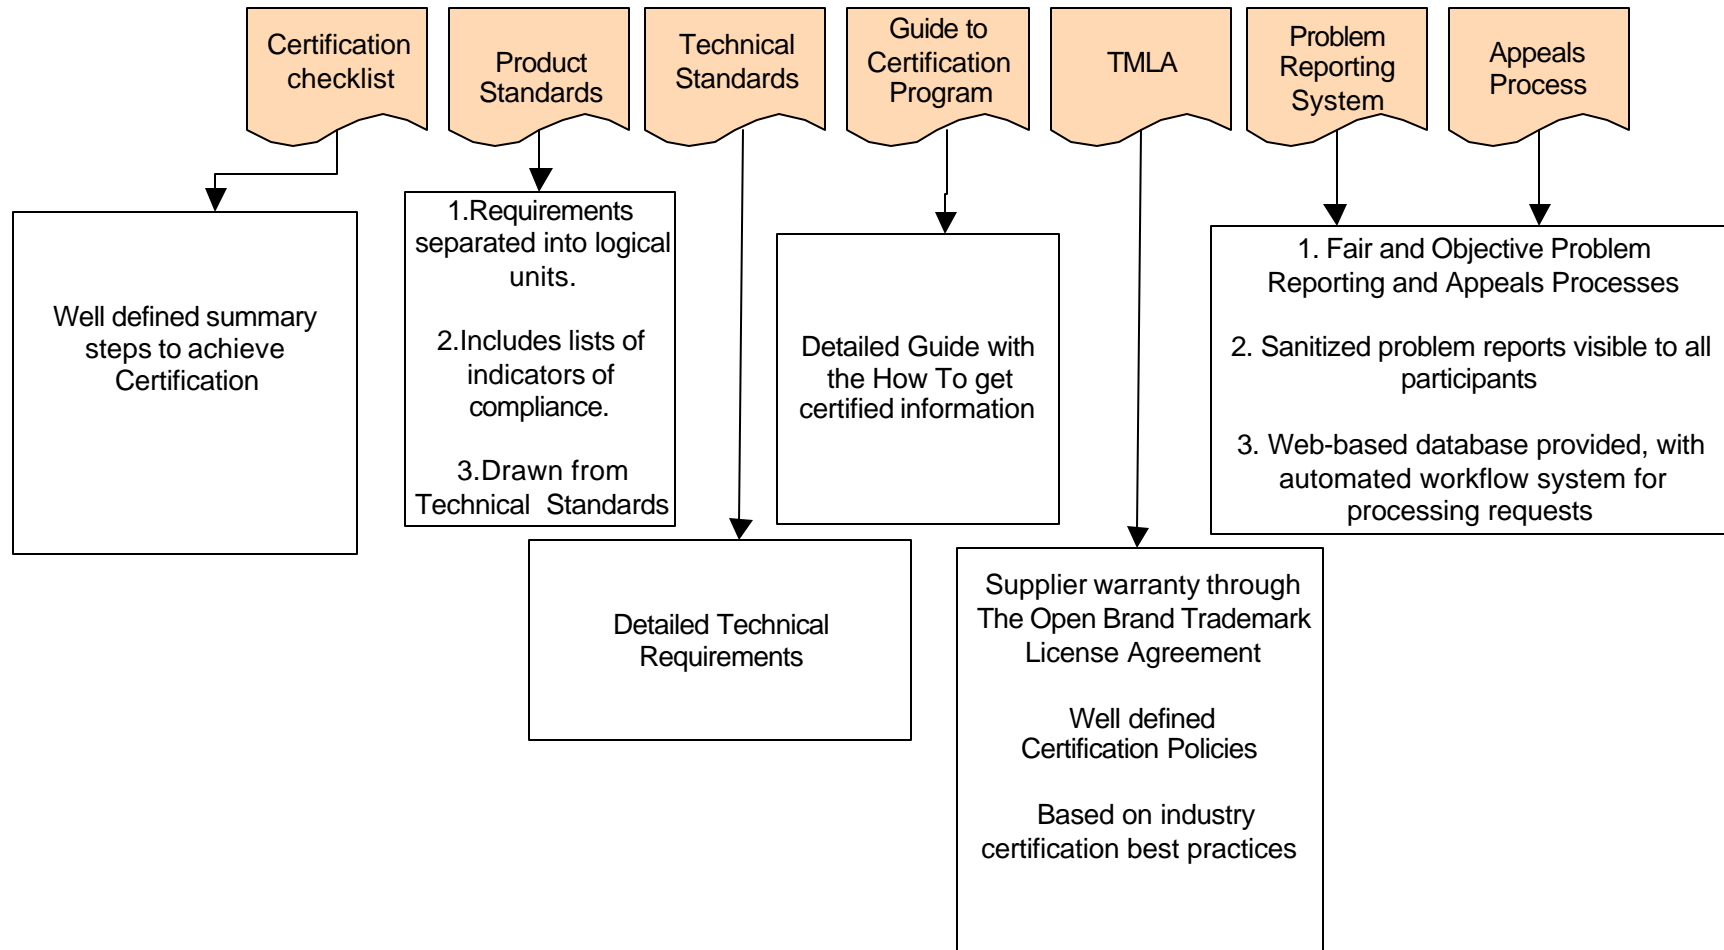 Certification
checklist
Product
Standards
Technical
Standards
Guide to
Certification
Program
TMLA
Problem
Reporting
System
Appeals
Process
Well defined summary
steps to achieve
Certification
1.Requirements
separated into logical
units.
2.Includes lists of
indicators of
compliance.
3.Drawn from
Technical Standards
Detailed Technical
Requirements
Detailed Guide with
the How To get
certified information
Supplier warranty through
The Open Brand Trademark
License Agreement
Well defined
Certification Policies
Based on industry
certification best practices
1. Fair and Objective Problem
Reporting and Appeals Processes
2. Sanitized problem reports visible to all
participants
3. Web-based database provided, with
automated workflow system for
processing requests